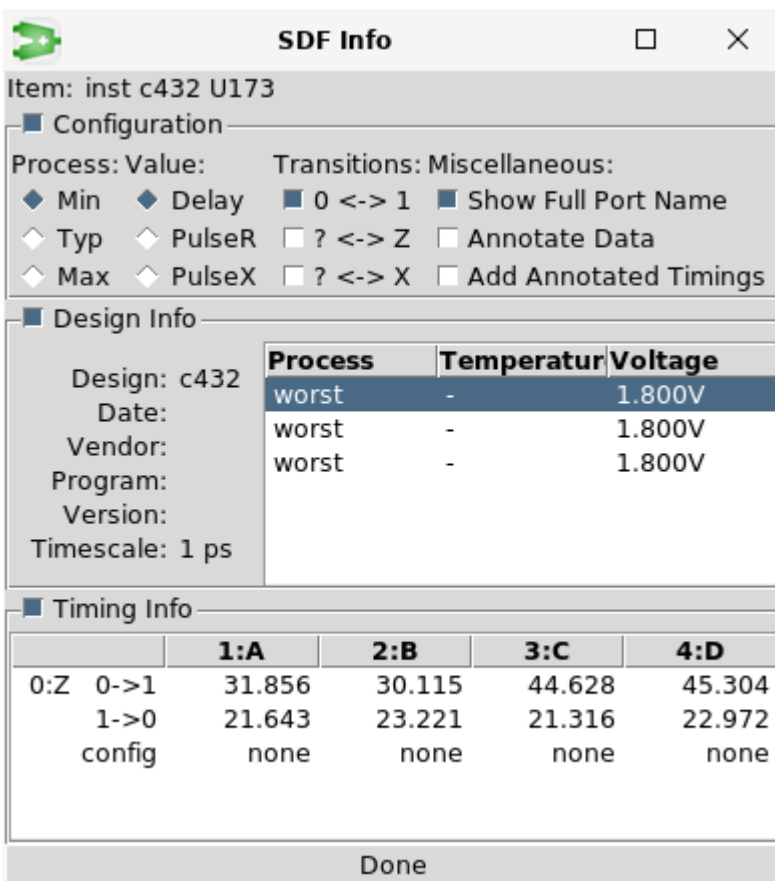 SDF Info
Item: inst c432 U173
Configuration
Process: Value: Transitions: Miscellaneous:
Min Delay 0 <-> 1 Show Full Port Name
Typ PulseR ? <-> Z Annotate Data
Max PulseX ? <-> X Add Annotated Timings
Design Info
Design: c432
Date:
Vendor:
Program:
Version:
Timescale: 1 ps
Process Temperatur Voltage
worst - 1.800V
worst - 1.800V
worst - 1.800V
Timing Info
1:A 2:B 3:C 4:D
0:Z 0->1 31.856 30.115 44.628 45.304
1->0 21.643 23.221 21.316 22.972
config none none none none
Done